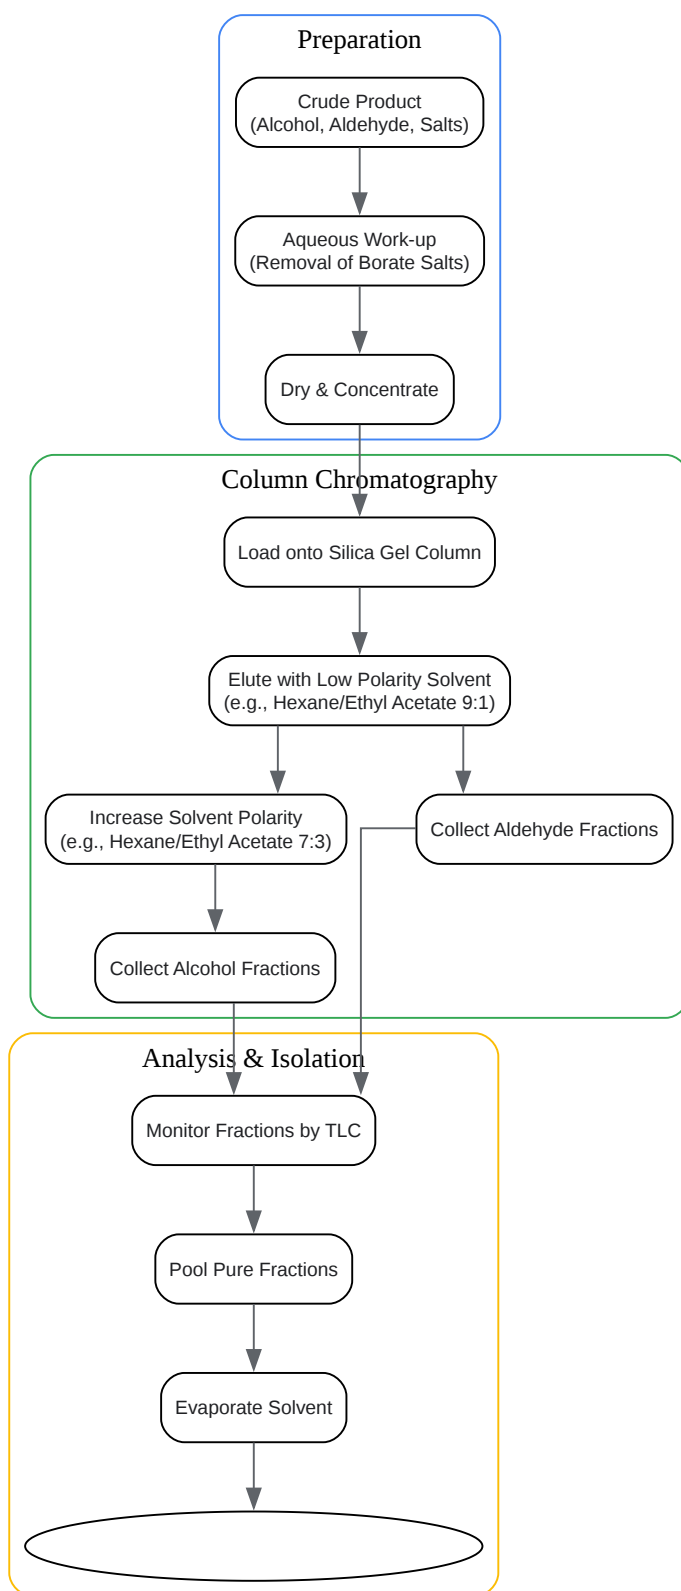 Preparation
Crude Product
(Alcohol, Aldehyde, Salts)
Aqueous Work-up
(Removal of Borate Salts)
Dry & Concentrate
Column Chromatography
Load onto Silica Gel Column
Elute with Low Polarity Solvent
(e.g., Hexane/Ethyl Acetate 9:1)
Increase Solvent Polarity
(e.g., Hexane/Ethyl Acetate 7:3)
Collect Aldehyde Fractions
Collect Alcohol Fractions
Analysis & Isolation
Monitor Fractions by TLC
Pool Pure Fractions
Evaporate Solvent